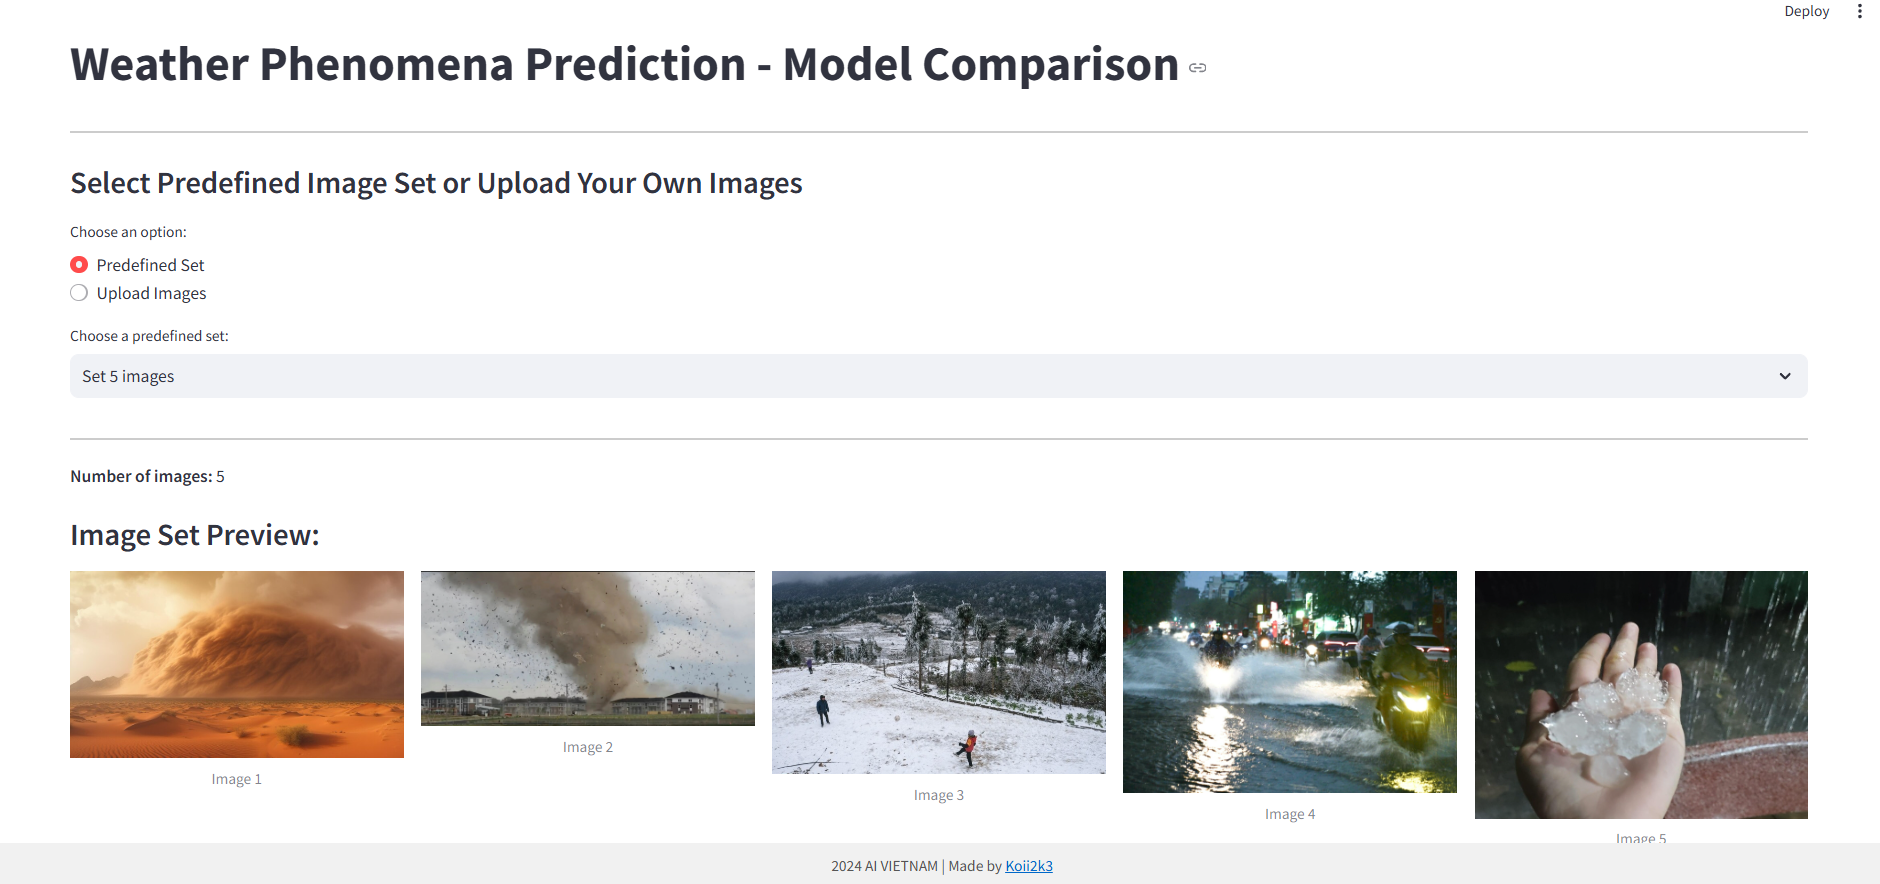 Deploy
Weather Phenomena Prediction - Model Comparison
Select Predefined Image Set or Upload Your Own Images
Choose an option:
Predefined Set
Upload Images
Choose a predefined set:
Set 5 images
Number of images: 5
Image Set Preview:
Image 1
Image 2
Image 3
Image 4
Image 5
2024 AI VIETNAM | Made by Koii2k3